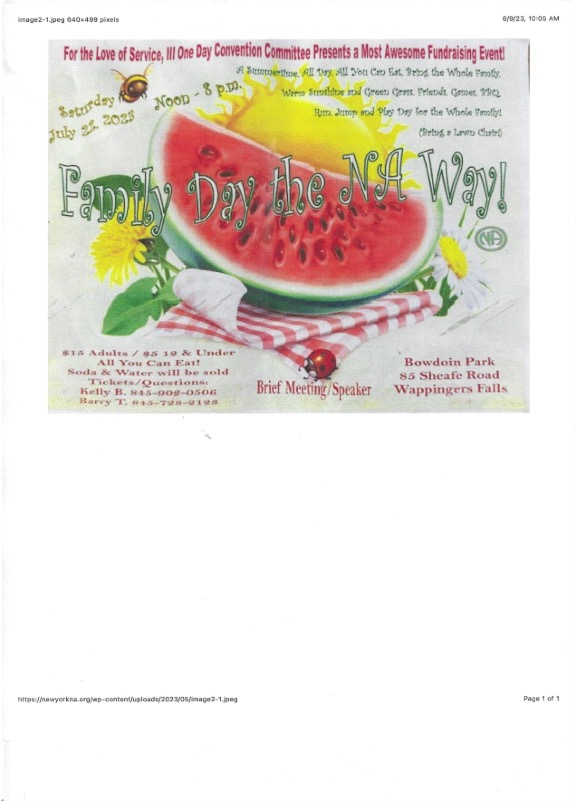 image2-1.jpeg 640×499 pixels
6/9/23, 10:05 AM
For the Love of Service, III One Day Convention Committee Presents a Most Awesome Fundraising Event!
A Summertime, All Day, All You Can Eat, Bring the Whole Family,
Warm Sunshine and Green Grass, Friends, Games, BBQ,
Run, Jump and Play Day for the Whole Family!
(Bring a Lawn Chair!)
Saturday Noon - 8 p.m.
July 22, 2023
Family Day the NA Way!
NA
$15 Adults / $5 12 & Under
All You Can Eat!
Soda & Water will be sold
Tickets/Questions:
Kelly B. 845-902-0506
Barry T. 845-728-2123
Brief Meeting/Speaker
Bowdoin Park
85 Sheafe Road
Wappingers Falls
https://newyorkna.org/wp-content/uploads/2023/06/image2-1.jpeg
Page 1 of 1